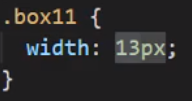 .box11 {
  width: 13px;
}